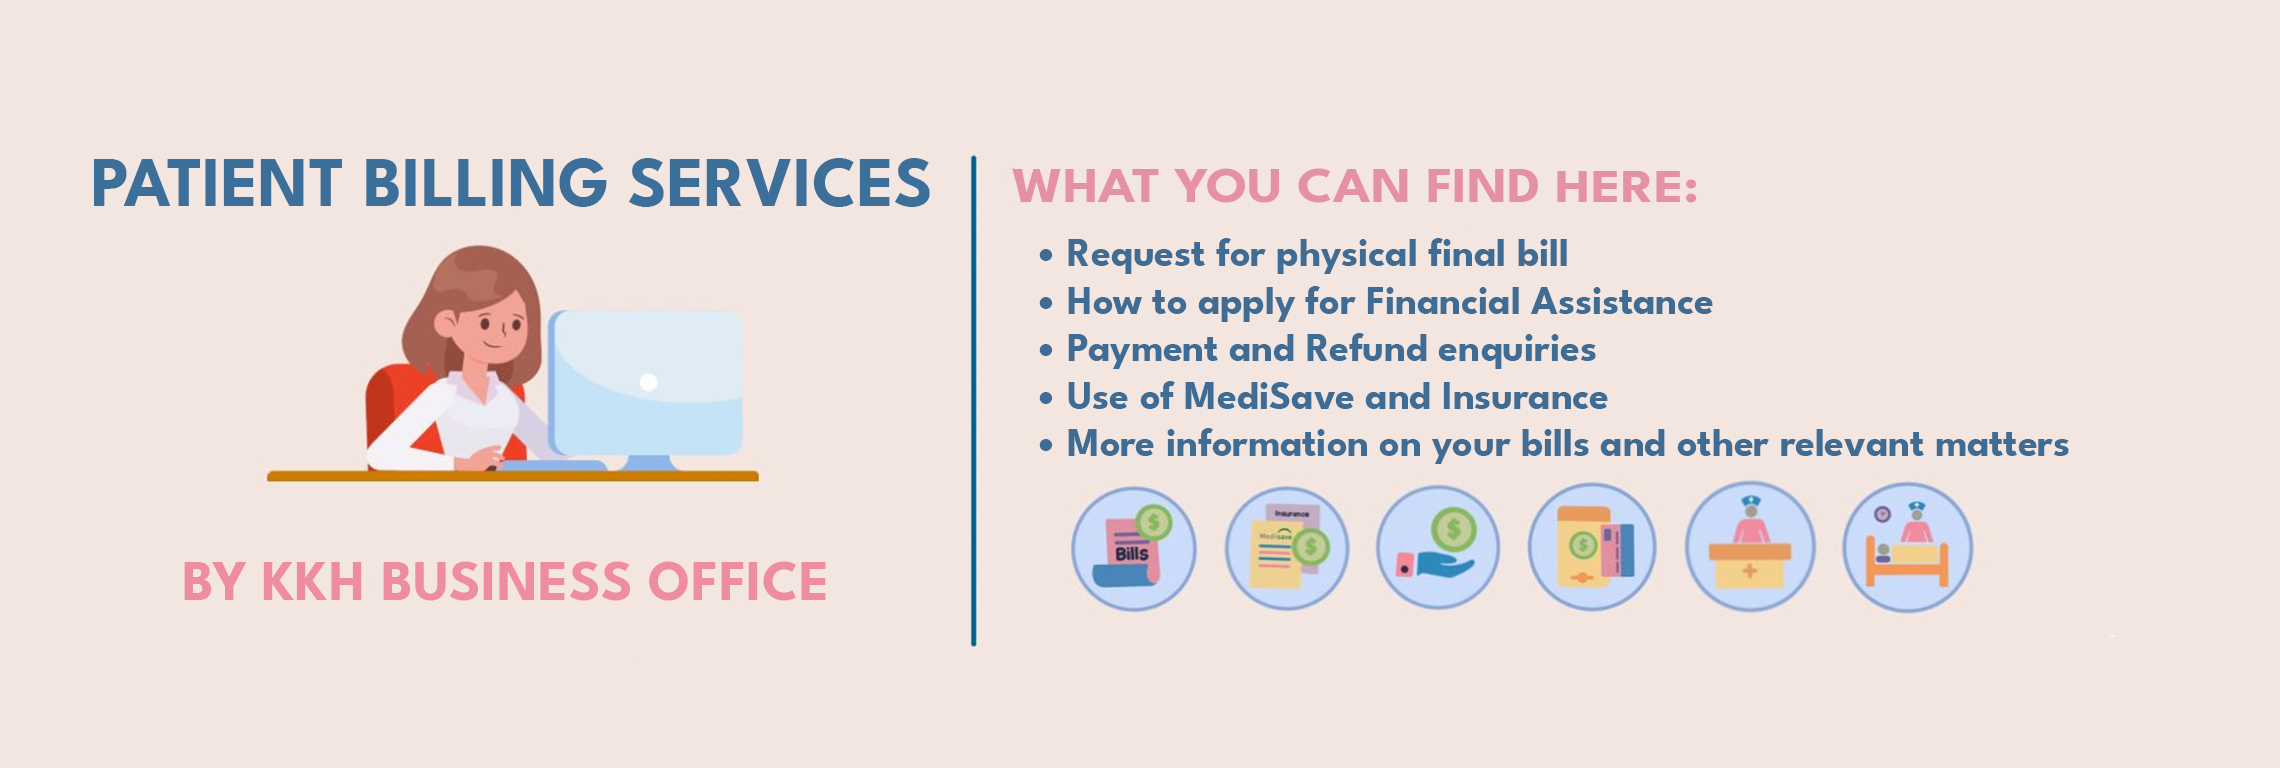 PATIENT BILLING SERVICES
BY KKH BUSINESS OFFICE
WHAT YOU CAN FIND HERE:
• Request for physical final bill
• How to apply for Financial Assistance
• Payment and Refund enquiries
• Use of MediSave and Insurance
• More information on your bills and other relevant matters
$
Bills
Insurance
Medisave
$
$
$